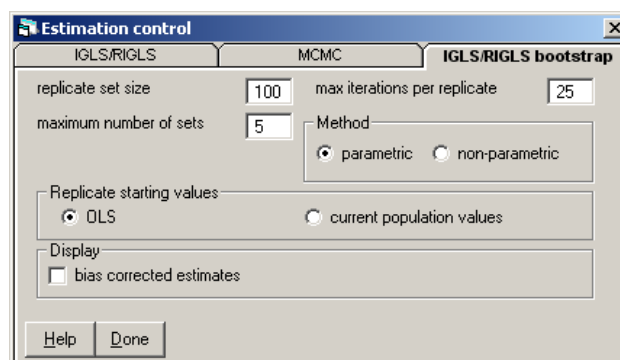 Estimation control
IGLS/RIGLS MCMC IGLS/RIGLS bootstrap
replicate set size 100 max iterations per replicate 25
maximum number of sets 5 Method
parametric non-parametric
Replicate starting values
OLS current population values
Display
bias corrected estimates
Help Done